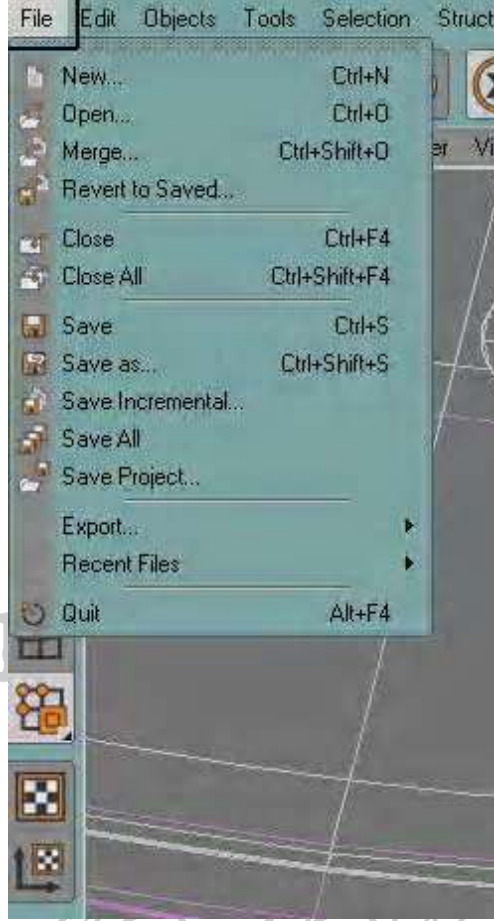 File Edit Objects Tools Selection Struct
New... Ctrl+N
Open... Ctrl+O
Merge... Ctrl+Shift+O
Revert to Saved...
Close Ctrl+F4
Close All Ctrl+Shift+F4
Save Ctrl+S
Save as... Ctrl+Shift+S
Save Incremental...
Save All
Save Project...
Export...
Recent Files
Quit Alt+F4